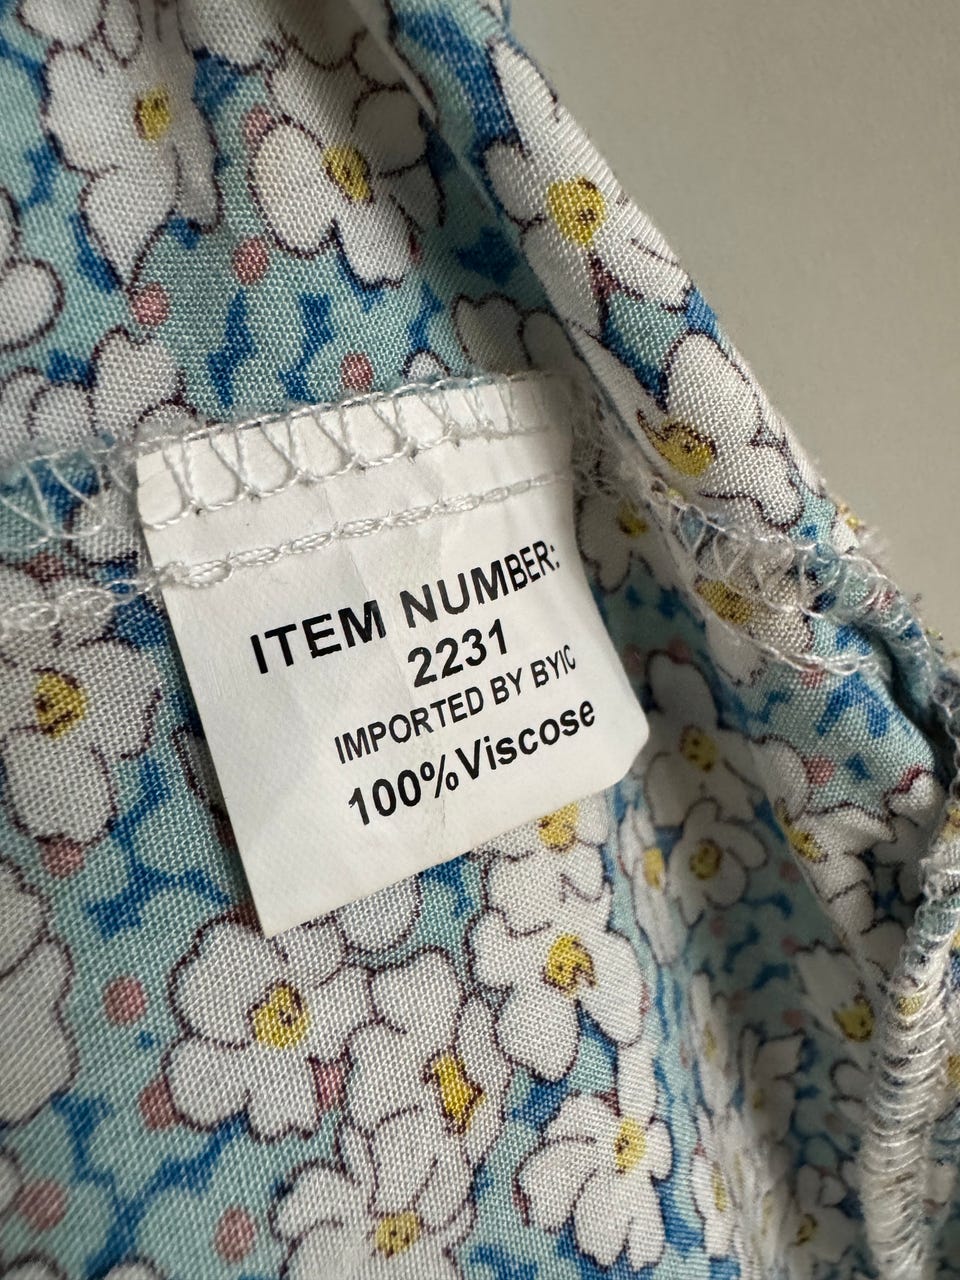 ITEM NUMBER:
2231
IMPORTED BY BYIC
100%Viscose